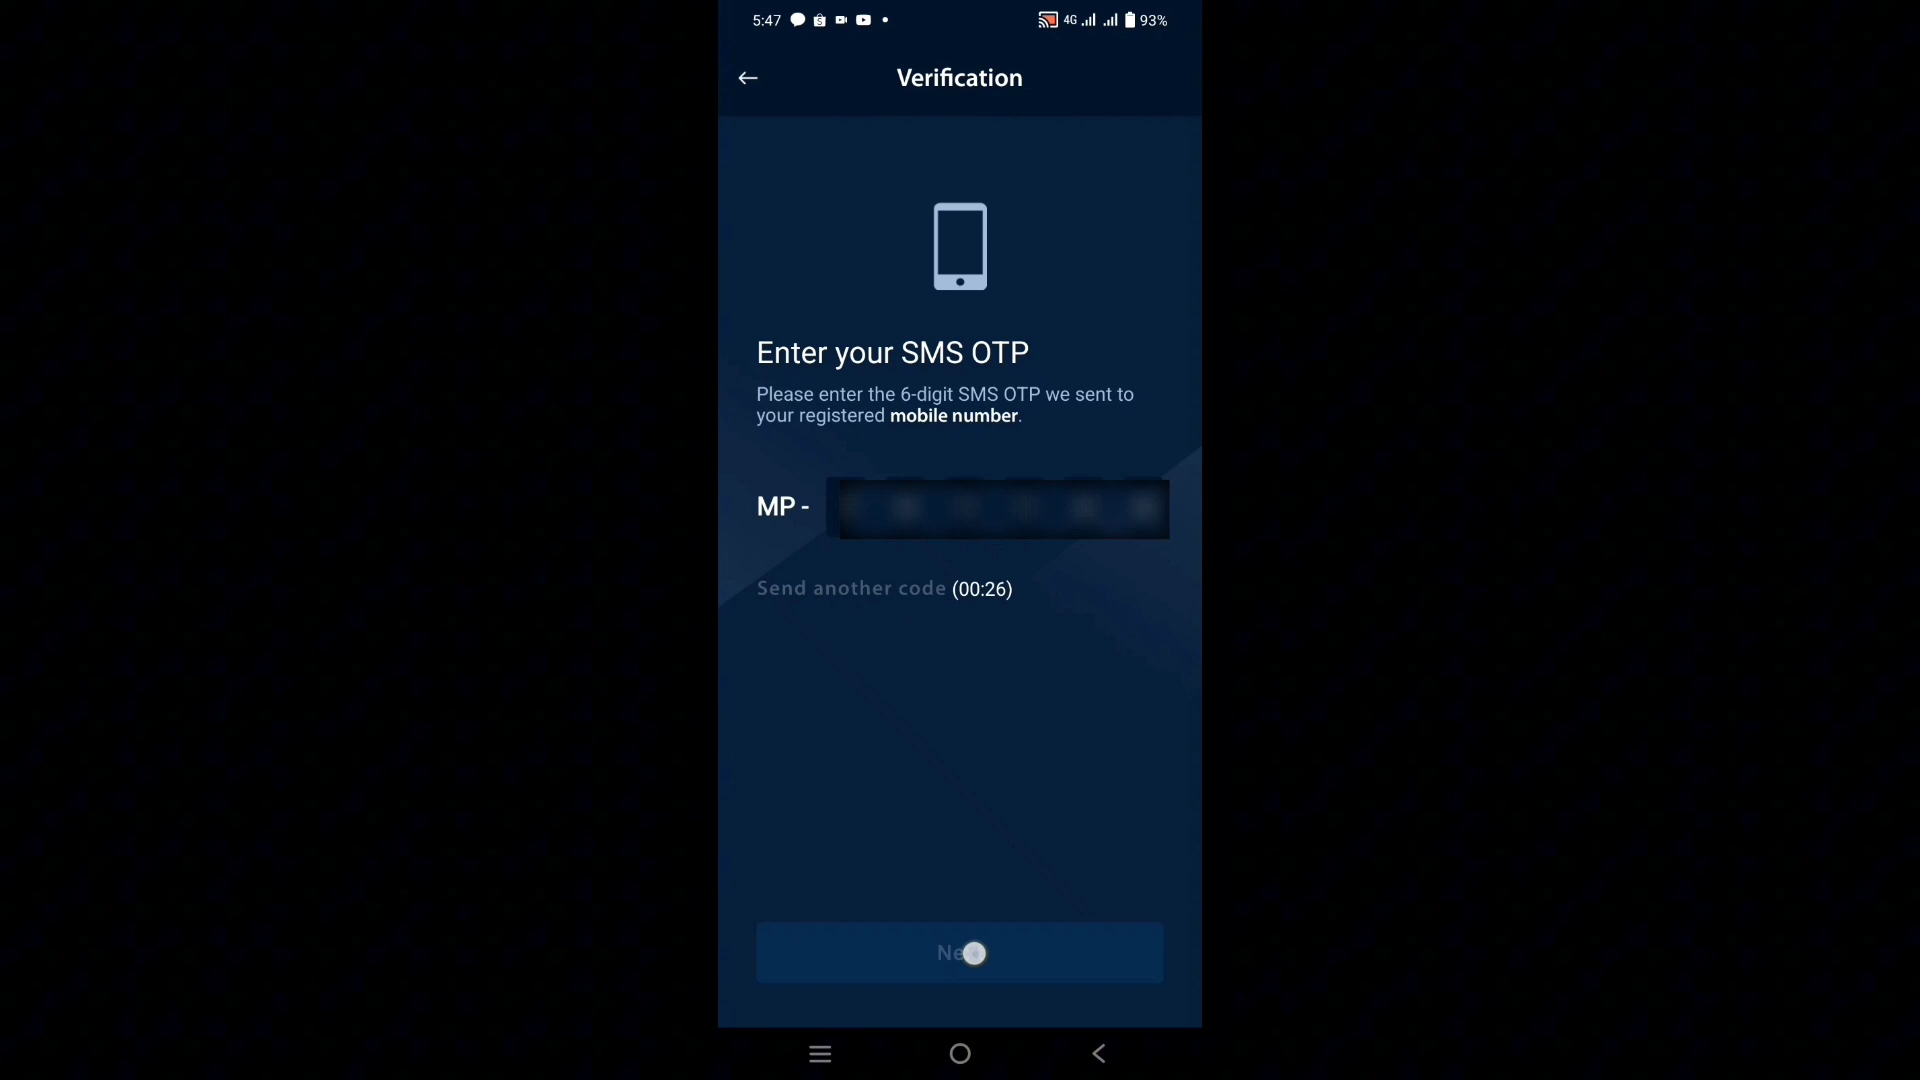 5:47 4G 93%
Verification
Enter your SMS OTP
Please enter the 6-digit SMS OTP we sent to
your registered mobile number.
MP -
Send another code (00:26)